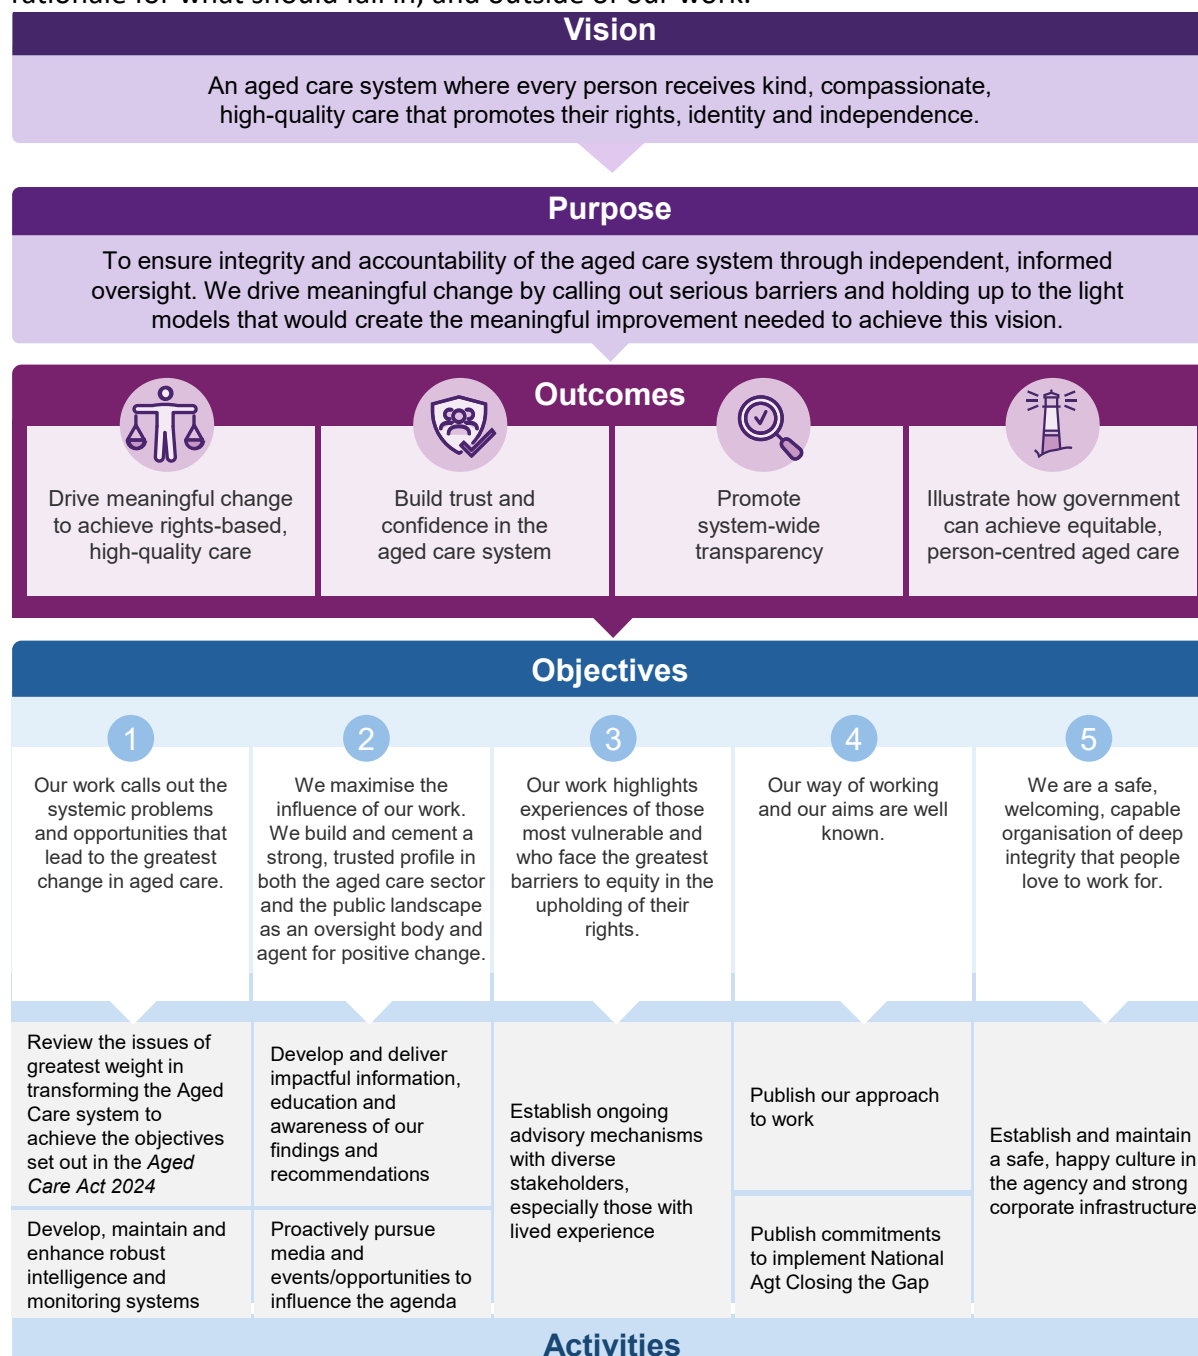 rationale for what should fall in, and outside of our work.
Vision
An aged care system where every person receives kind, compassionate,
high-quality care that promotes their rights, identity and independence.
Purpose
To ensure integrity and accountability of the aged care system through independent, informed
oversight. We drive meaningful change by calling out serious barriers and holding up to the light
models that would create the meaningful improvement needed to achieve this vision.
Outcomes
Drive meaningful change
to achieve rights-based,
high-quality care
Build trust and
confidence in the
aged care system
Promote
system-wide
transparency
Illustrate how government
can achieve equitable,
person-centred aged care
Objectives
1
Our work calls out the
systemic problems
and opportunities that
lead to the greatest
change in aged care.
2
We maximise the
influence of our work.
We build and cement a
strong, trusted profile in
both the aged care sector
and the public landscape
as an oversight body and
agent for positive change.
3
Our work highlights
experiences of those
most vulnerable and
who face the greatest
barriers to equity in the
upholding of their
rights.
4
Our way of working
and our aims are well
known.
5
We are a safe,
welcoming, capable
organisation of deep
integrity that people
love to work for.
Review the issues of
greatest weight in
transforming the Aged
Care system to
achieve the objectives
set out in the Aged
Care Act 2024
Develop, maintain and
enhance robust
intelligence and
monitoring systems
Develop and deliver
impactful information,
education and
awareness of our
findings and
recommendations
Proactively pursue
media and
events/opportunities to
influence the agenda
Establish ongoing
advisory mechanisms
with diverse
stakeholders,
especially those with
lived experience
Publish our approach
to work
Publish commitments
to implement National
Agt Closing the Gap
Establish and maintain
a safe, happy culture in
the agency and strong
corporate infrastructure
Activities